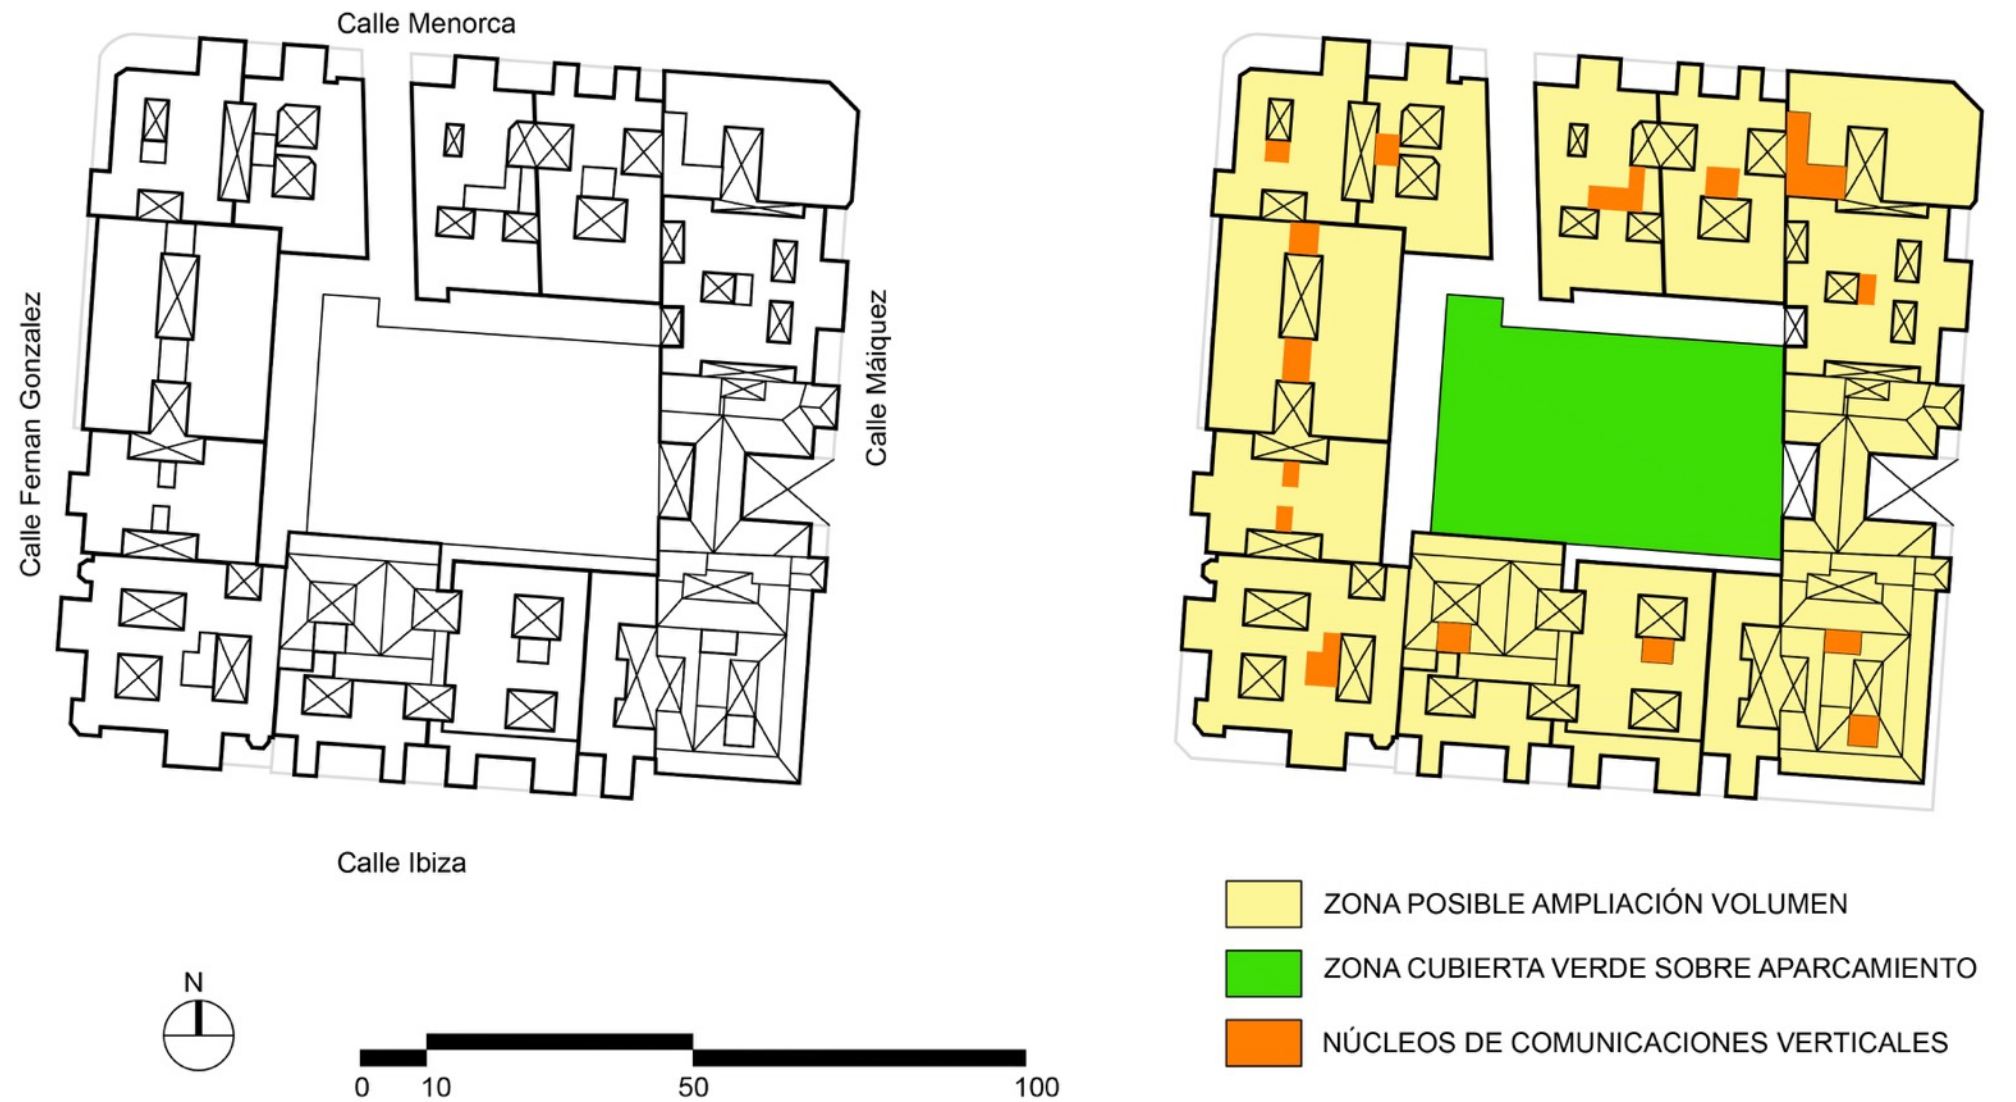 Calle Menorca
Calle Fernan Gonzalez
Calle Máiquez
Calle Ibiza
N
0 10 50 100
ZONA POSIBLE AMPLIACIÓN VOLUMEN
ZONA CUBIERTA VERDE SOBRE APARCAMIENTO
NÚCLEOS DE COMUNICACIONES VERTICALES